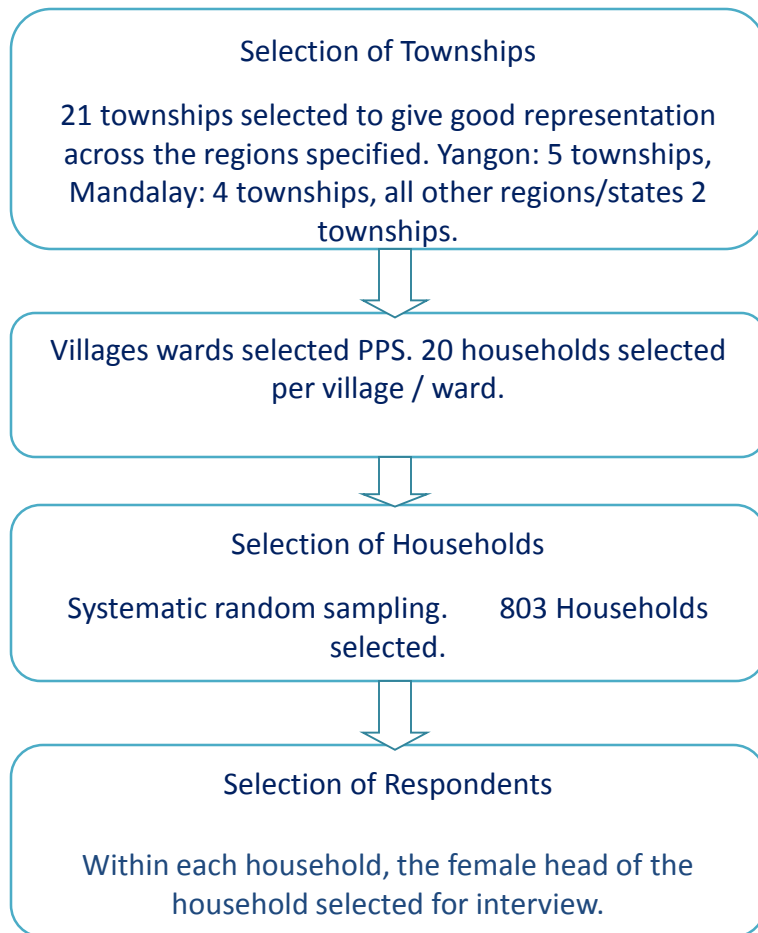 Selection of Townships
21 townships selected to give good representation
across the regions specified. Yangon: 5 townships,
Mandalay: 4 townships, all other regions/states 2
townships.
Villages wards selected PPS. 20 households selected
per village / ward.
Selection of Households
Systematic random sampling. 803 Households
selected.
Selection of Respondents
Within each household, the female head of the
household selected for interview.